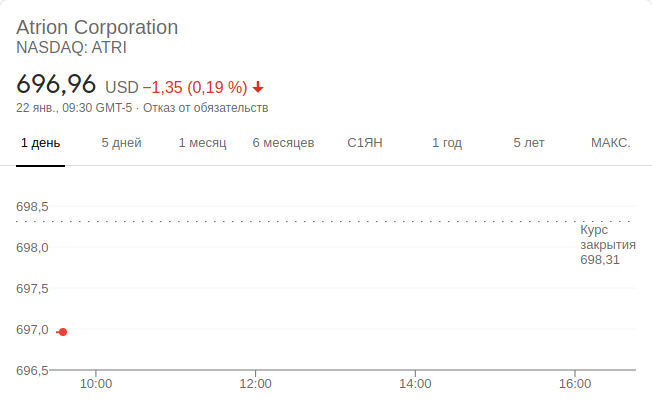 Atrion Corporation
NASDAQ: ATRI
696,96 USD −1,35 (0,19 %)
22 янв., 09:30 GMT-5 · Отказ от обязательств
1 день 5 дней 1 месяц 6 месяцев С1ЯН 1 год 5 лет МАКС.
698,5
Курс
закрытия
698,31
698,0
697,5
697,0
696,5
10:00 12:00 14:00 16:00